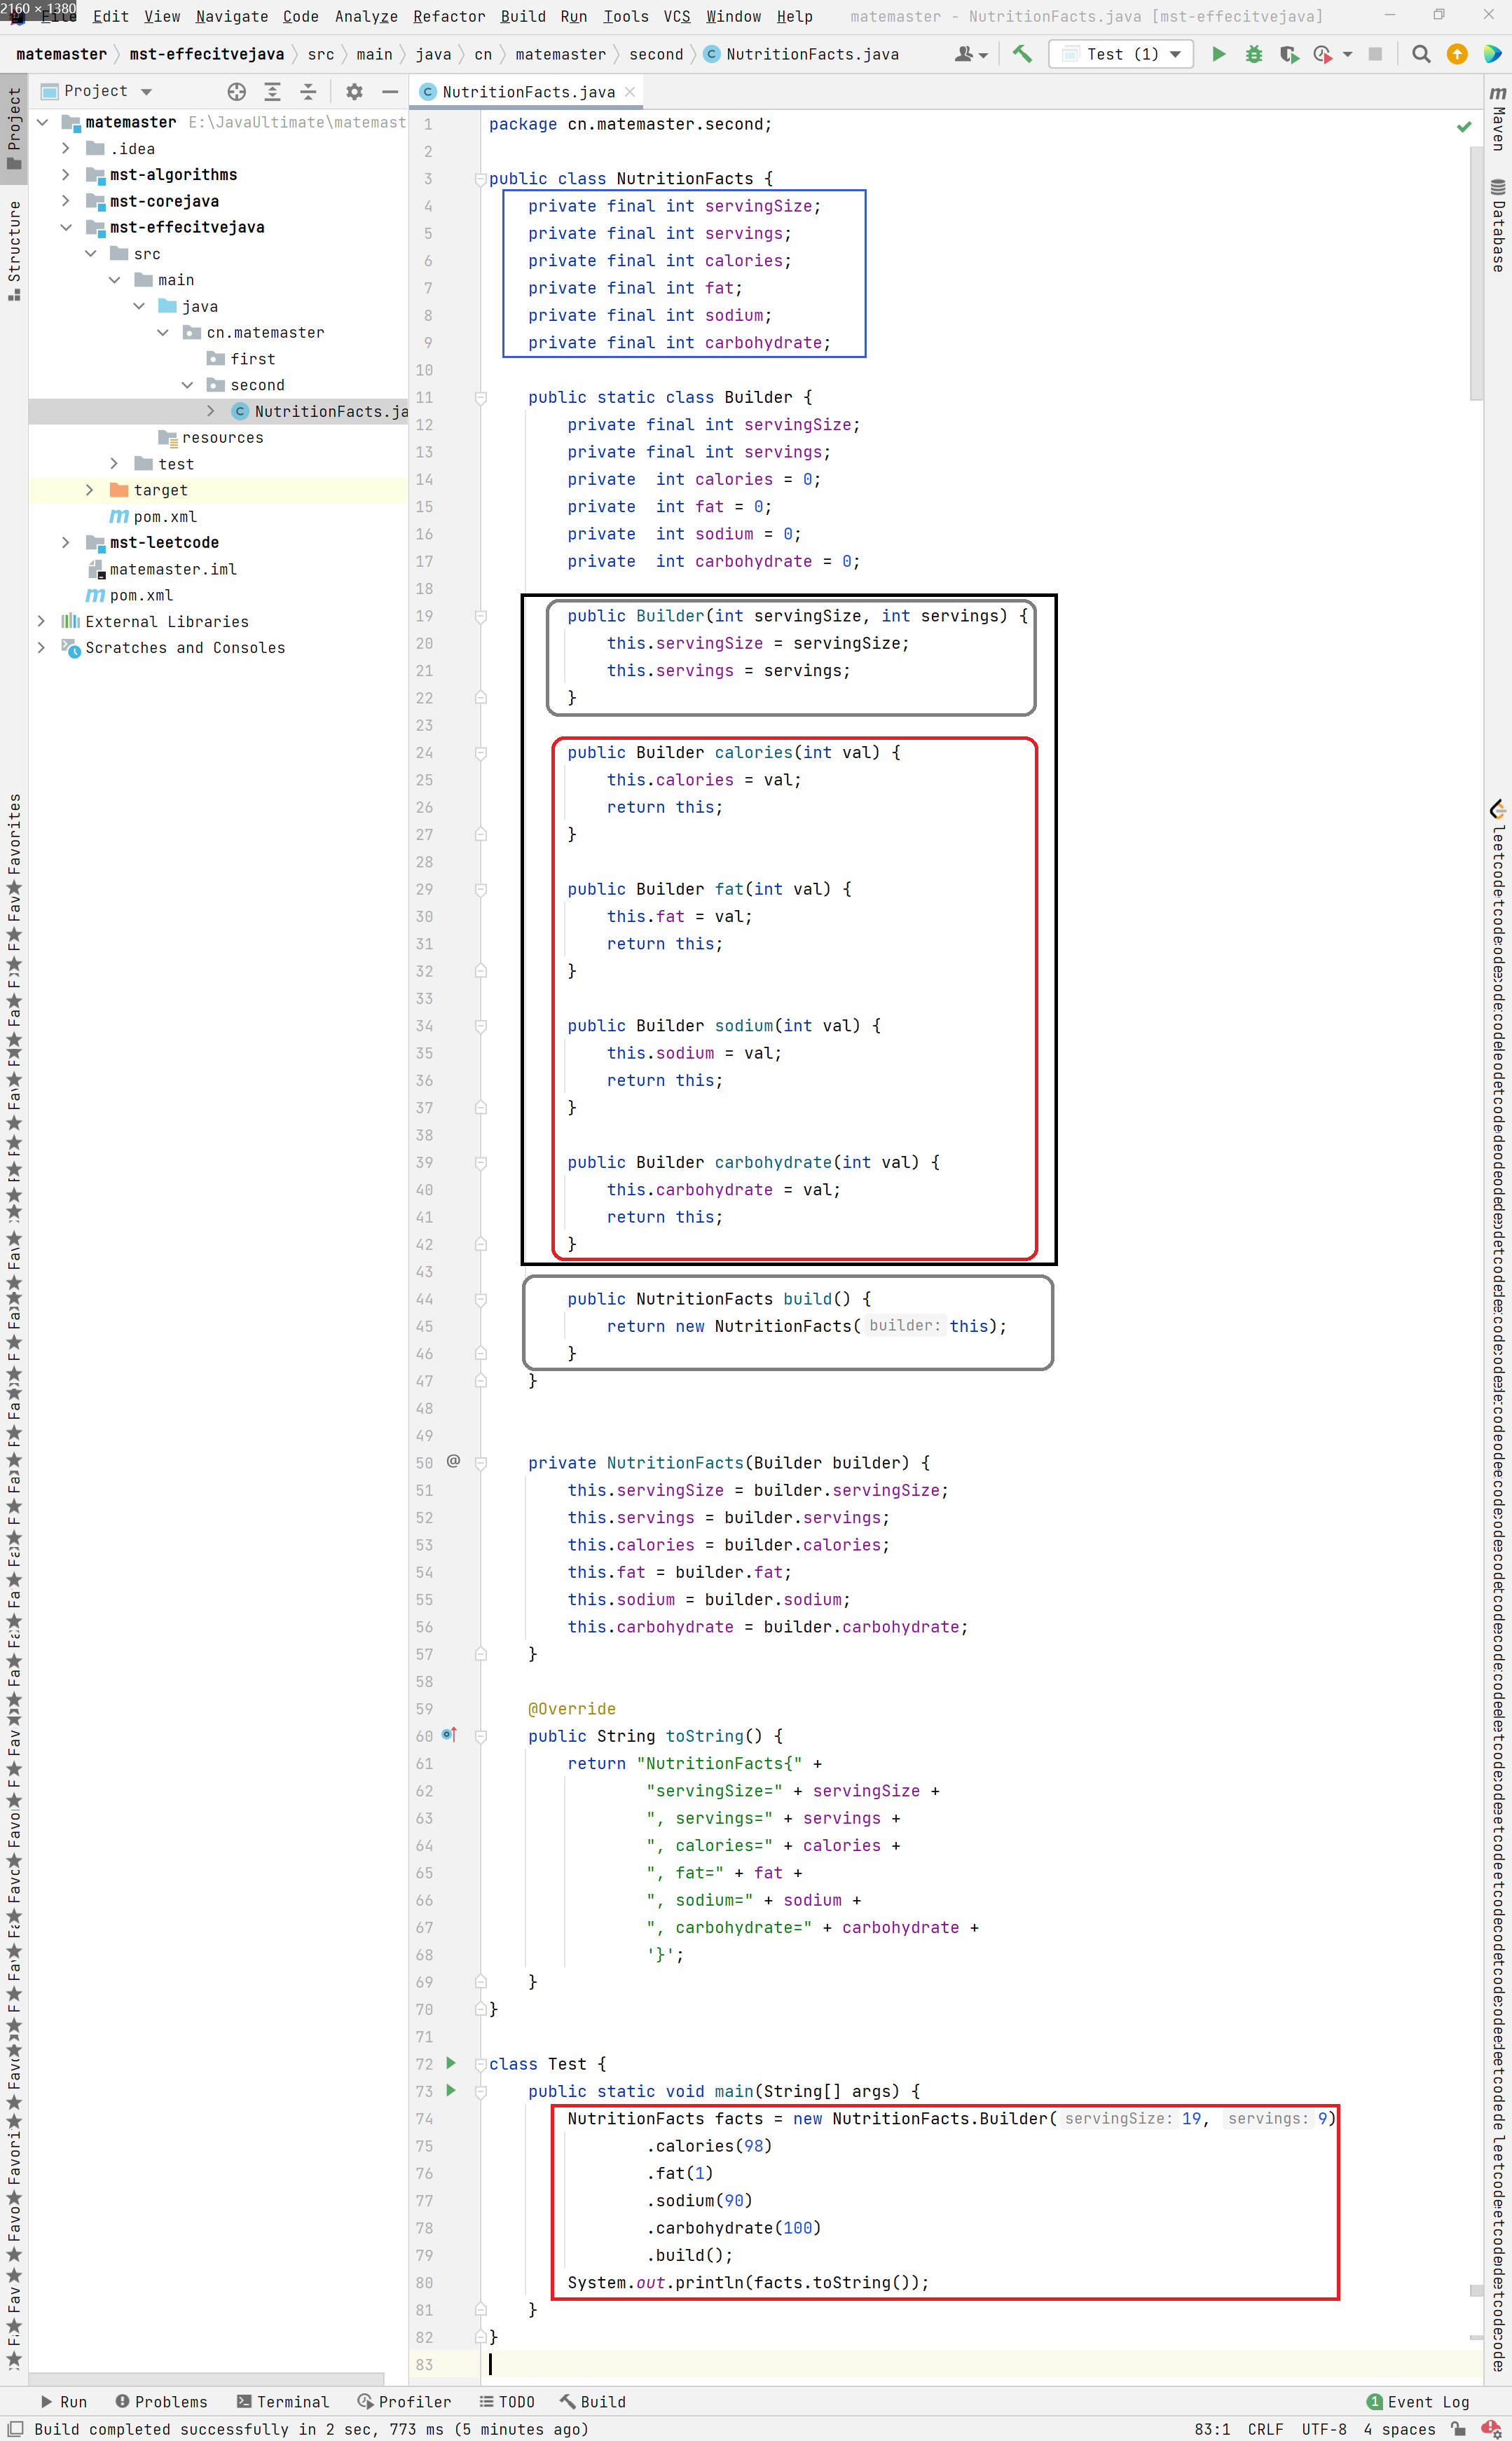 2160 × 1380
File Edit View Navigate Code Analyze Refactor Build Run Tools VCS Window Help matemaster - NutritionFacts.java [mst-effecitvejava]
matemaster mst-effecitvejava src main java cn matemaster second NutritionFacts.java Test (1)
Project
NutritionFacts.java
Project
Structure
Favorites
matemaster E:\JavaUltimate\matemast
.idea
mst-algorithms
mst-corejava
mst-effecitvejava
src
main
java
cn.matemaster
first
second
NutritionFacts.ja
resources
test
target
pom.xml
mst-leetcode
matemaster.iml
pom.xml
External Libraries
Scratches and Consoles
1 package cn.matemaster.second;
2
3 public class NutritionFacts {
4 private final int servingSize;
5 private final int servings;
6 private final int calories;
7 private final int fat;
8 private final int sodium;
9 private final int carbohydrate;
10
11 public static class Builder {
12 private final int servingSize;
13 private final int servings;
14 private  int calories = 0;
15 private  int fat = 0;
16 private  int sodium = 0;
17 private  int carbohydrate = 0;
18
19 public Builder(int servingSize, int servings) {
20 this.servingSize = servingSize;
21 this.servings = servings;
22 }
23
24 public Builder calories(int val) {
25 this.calories = val;
26 return this;
27 }
28
29 public Builder fat(int val) {
30 this.fat = val;
31 return this;
32 }
33
34 public Builder sodium(int val) {
35 this.sodium = val;
36 return this;
37 }
38
39 public Builder carbohydrate(int val) {
40 this.carbohydrate = val;
41 return this;
42 }
43
44 public NutritionFacts build() {
45 return new NutritionFacts( builder: this);
46 }
47 }
48
49
50 @ private NutritionFacts(Builder builder) {
51 this.servingSize = builder.servingSize;
52 this.servings = builder.servings;
53 this.calories = builder.calories;
54 this.fat = builder.fat;
55 this.sodium = builder.sodium;
56 this.carbohydrate = builder.carbohydrate;
57 }
58
59 @Override
60 public String toString() {
61 return "NutritionFacts{" +
62 "servingSize=" + servingSize +
63 ", servings=" + servings +
64 ", calories=" + calories +
65 ", fat=" + fat +
66 ", sodium=" + sodium +
67 ", carbohydrate=" + carbohydrate +
68 '}';
69 }
70 }
71
72 class Test {
73 public static void main(String[] args) {
74 NutritionFacts facts = new NutritionFacts.Builder( servingSize: 19, servings: 9)
75 .calories(98)
76 .fat(1)
77 .sodium(90)
78 .carbohydrate(100)
79 .build();
80 System.out.println(facts.toString());
81 }
82 }
83
Maven
Database
leetcode
Run Problems Terminal Profiler TODO Build 1 Event Log
Build completed successfully in 2 sec, 773 ms (5 minutes ago) 83:1 CRLF UTF-8 4 spaces